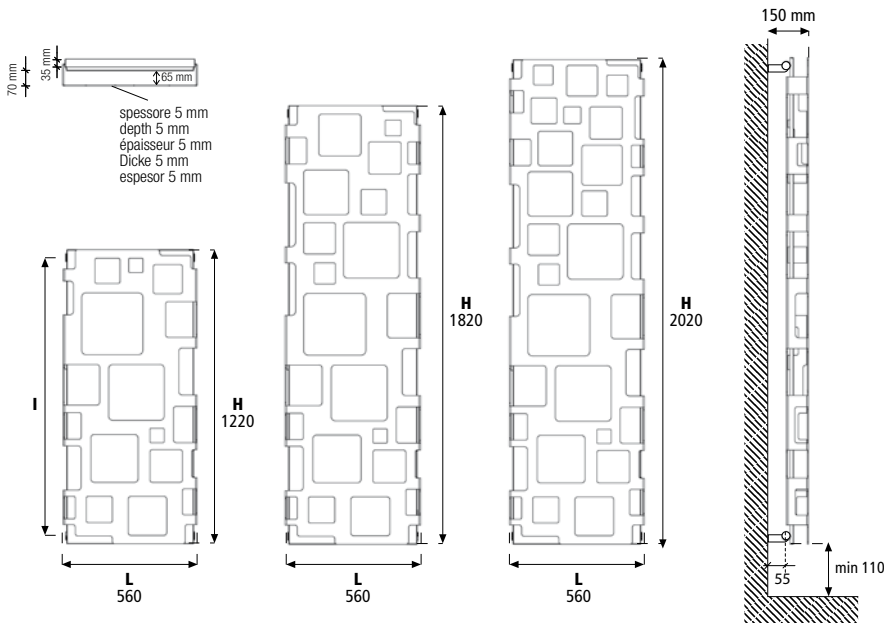 150 mm
70 mm
35 mm
65 mm
spessore 5 mm
depth 5 mm
épaisseur 5 mm
Dicke 5 mm
espesor 5 mm
I
H
1220
H
1820
H
2020
L
560
L
560
L
560
55
min 110